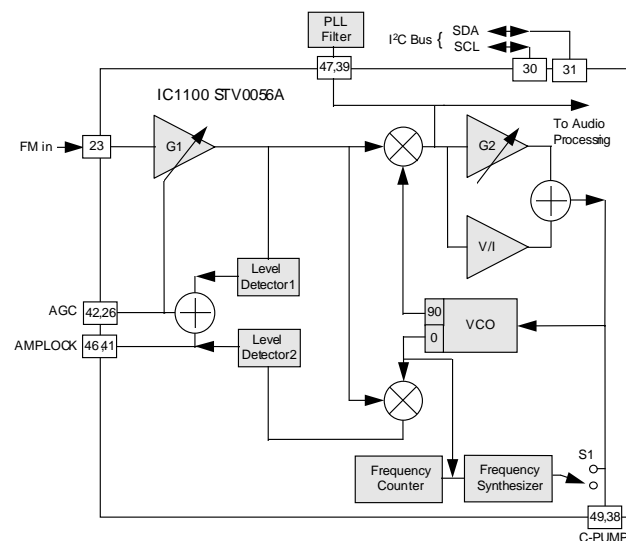 PLL
Filter
I²C Bus { SDA
SCL
47,39
30
31
IC1100 STV0056A
To Audio
Processing
FM in
23
G1
G2
V/I
Level
Detector1
AGC
42,26
90
VCO
0
AMPLOCK
46,41
Level
Detector2
S1
Frequency
Counter
Frequency
Synthesizer
49,38
C-PUMP